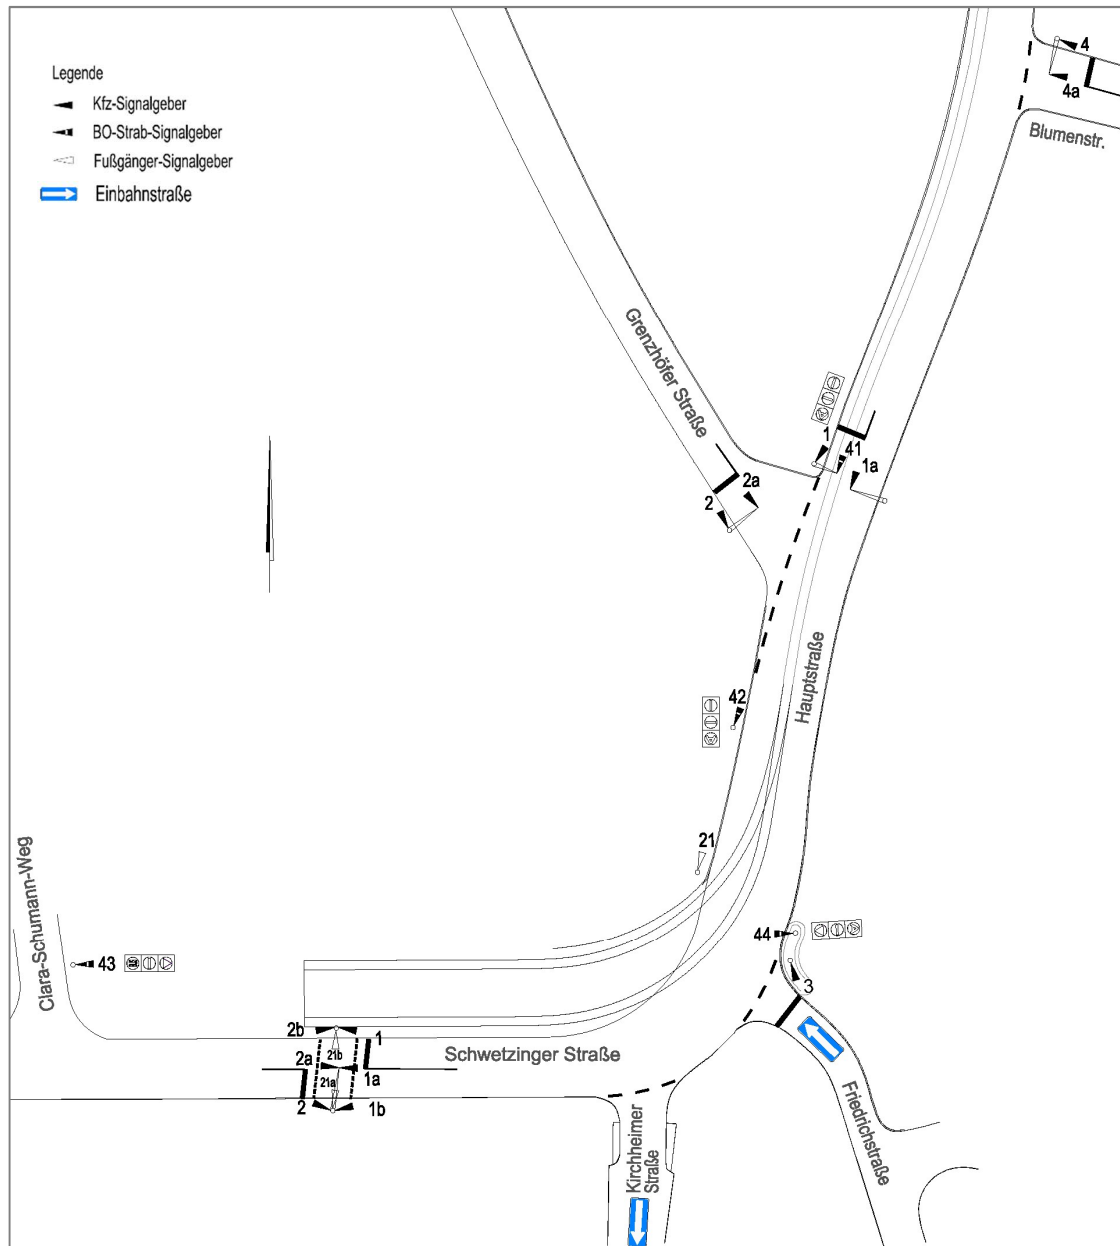 Legende
Kfz-Signalgeber
BO-Strab-Signalgeber
Fußgänger-Signalgeber
Einbahnstraße
4
4a
Blumenstr.
Grenzhöfer Straße
1
41
1a
2a
2
Hauptstraße
42
21
Clara-Schumann-Weg
43
44
3
2b
1
21b
2a
1a
21a
2
1b
Schwetzinger Straße
Kirchheimer
Straße
Friedrichstraße